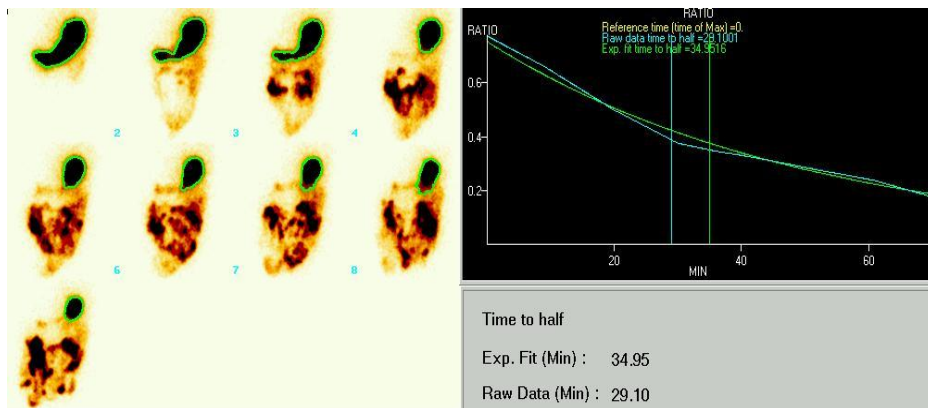 RATIO
RATIO
Reference time (time of Max) =0.
Raw data time to half =29.1001
Exp. fit time to half =34.9516
0.6
0.4
0.2
20
40
60
MIN
2
3
4
6
7
8
Time to half
Exp. Fit (Min) : 34.95
Raw Data (Min) : 29.10